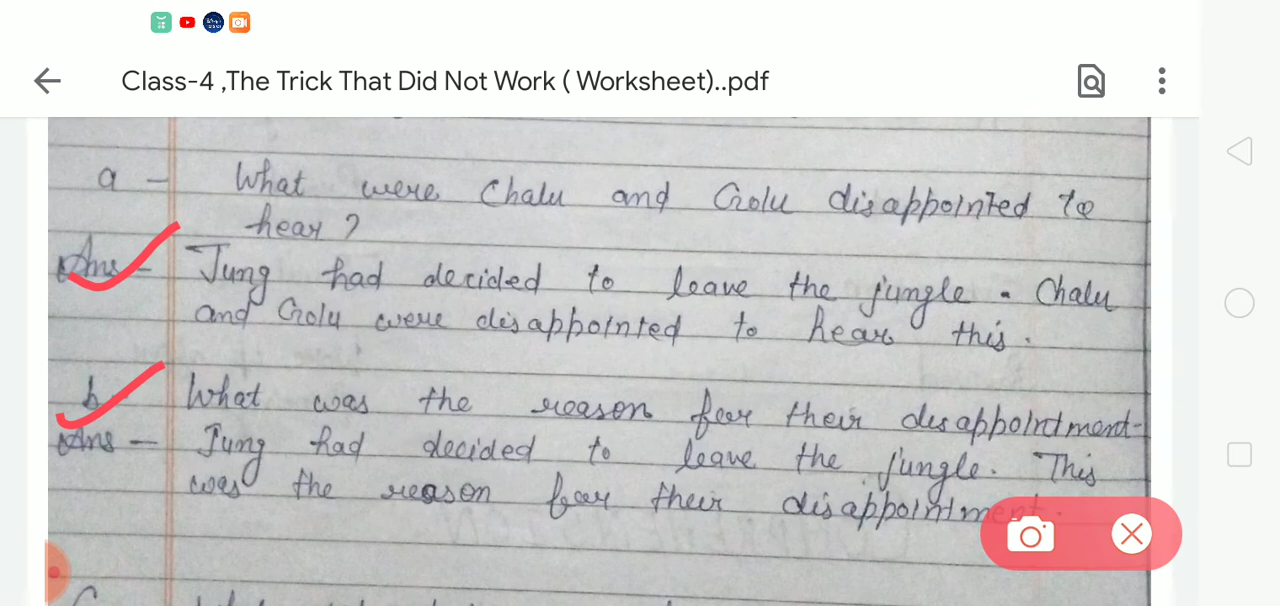 Class-4 ,The Trick That Did Not Work ( Worksheet)..pdf
a - What were Chalu and Golu disappointed to
hear ?
Ans - Jung had decided to leave the jungle. Chalu
and Golu were disappointed to hear this.
b - What was the reason for their disappointment-
Ans - Jung had decided to leave the jungle. This
was the reason for their disappointment.